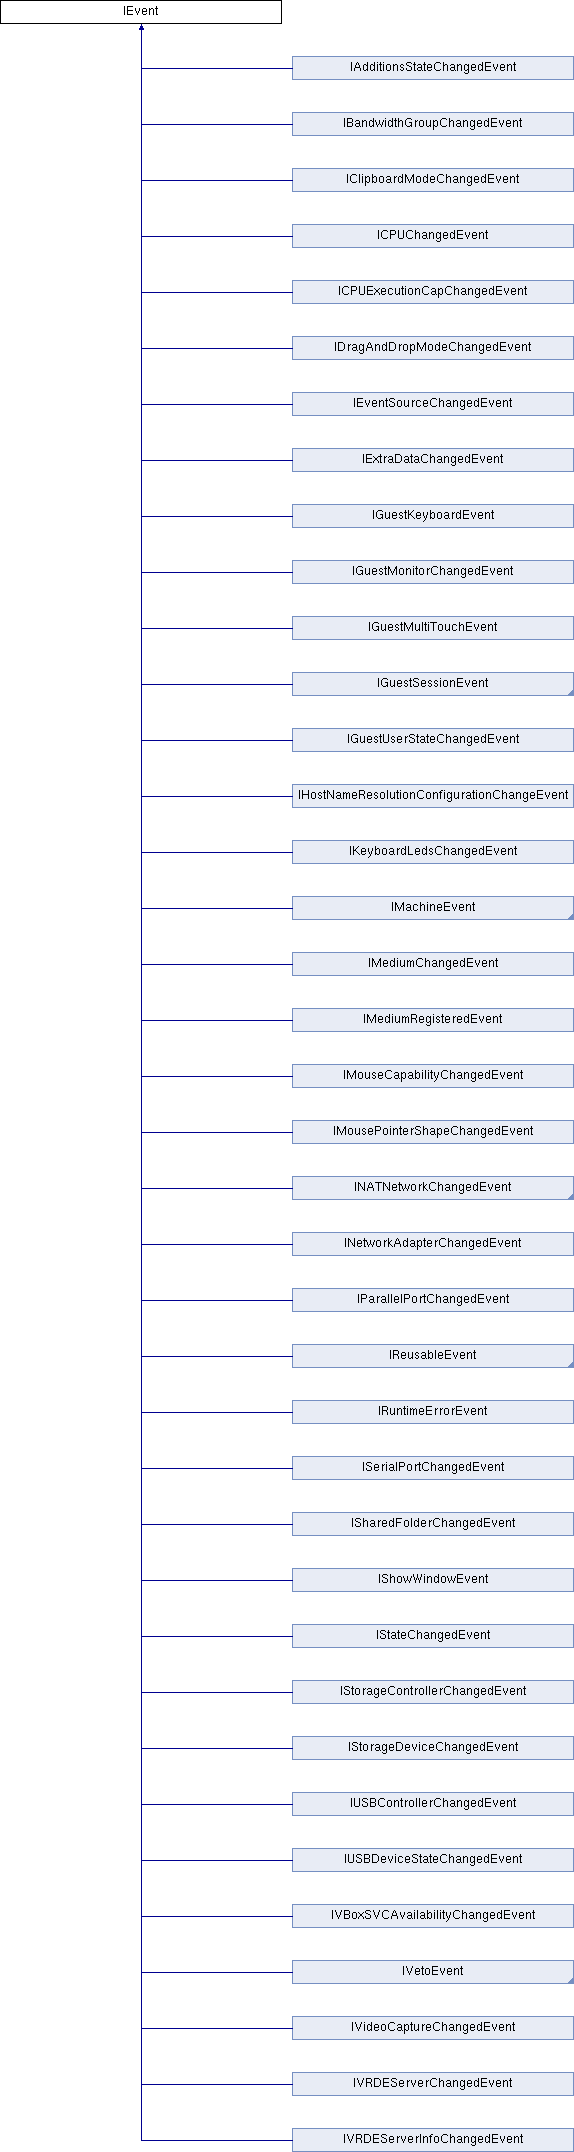 IEvent
IAdditionsStateChangedEvent
IBandwidthGroupChangedEvent
IClipboardModeChangedEvent
ICPUChangedEvent
ICPUExecutionCapChangedEvent
IDragAndDropModeChangedEvent
IEventSourceChangedEvent
IExtraDataChangedEvent
IGuestKeyboardEvent
IGuestMonitorChangedEvent
IGuestMultiTouchEvent
IGuestSessionEvent
IGuestUserStateChangedEvent
IHostNameResolutionConfigurationChangeEvent
IKeyboardLedsChangedEvent
IMachineEvent
IMediumChangedEvent
IMediumRegisteredEvent
IMouseCapabilityChangedEvent
IMousePointerShapeChangedEvent
INATNetworkChangedEvent
INetworkAdapterChangedEvent
IParallelPortChangedEvent
IReusableEvent
IRuntimeErrorEvent
ISerialPortChangedEvent
ISharedFolderChangedEvent
IShowWindowEvent
IStateChangedEvent
IStorageControllerChangedEvent
IStorageDeviceChangedEvent
IUSBControllerChangedEvent
IUSBDeviceStateChangedEvent
IVBoxSVCAvailabilityChangedEvent
IVetoEvent
IVideoCaptureChangedEvent
IVRDEServerChangedEvent
IVRDEServerInfoChangedEvent